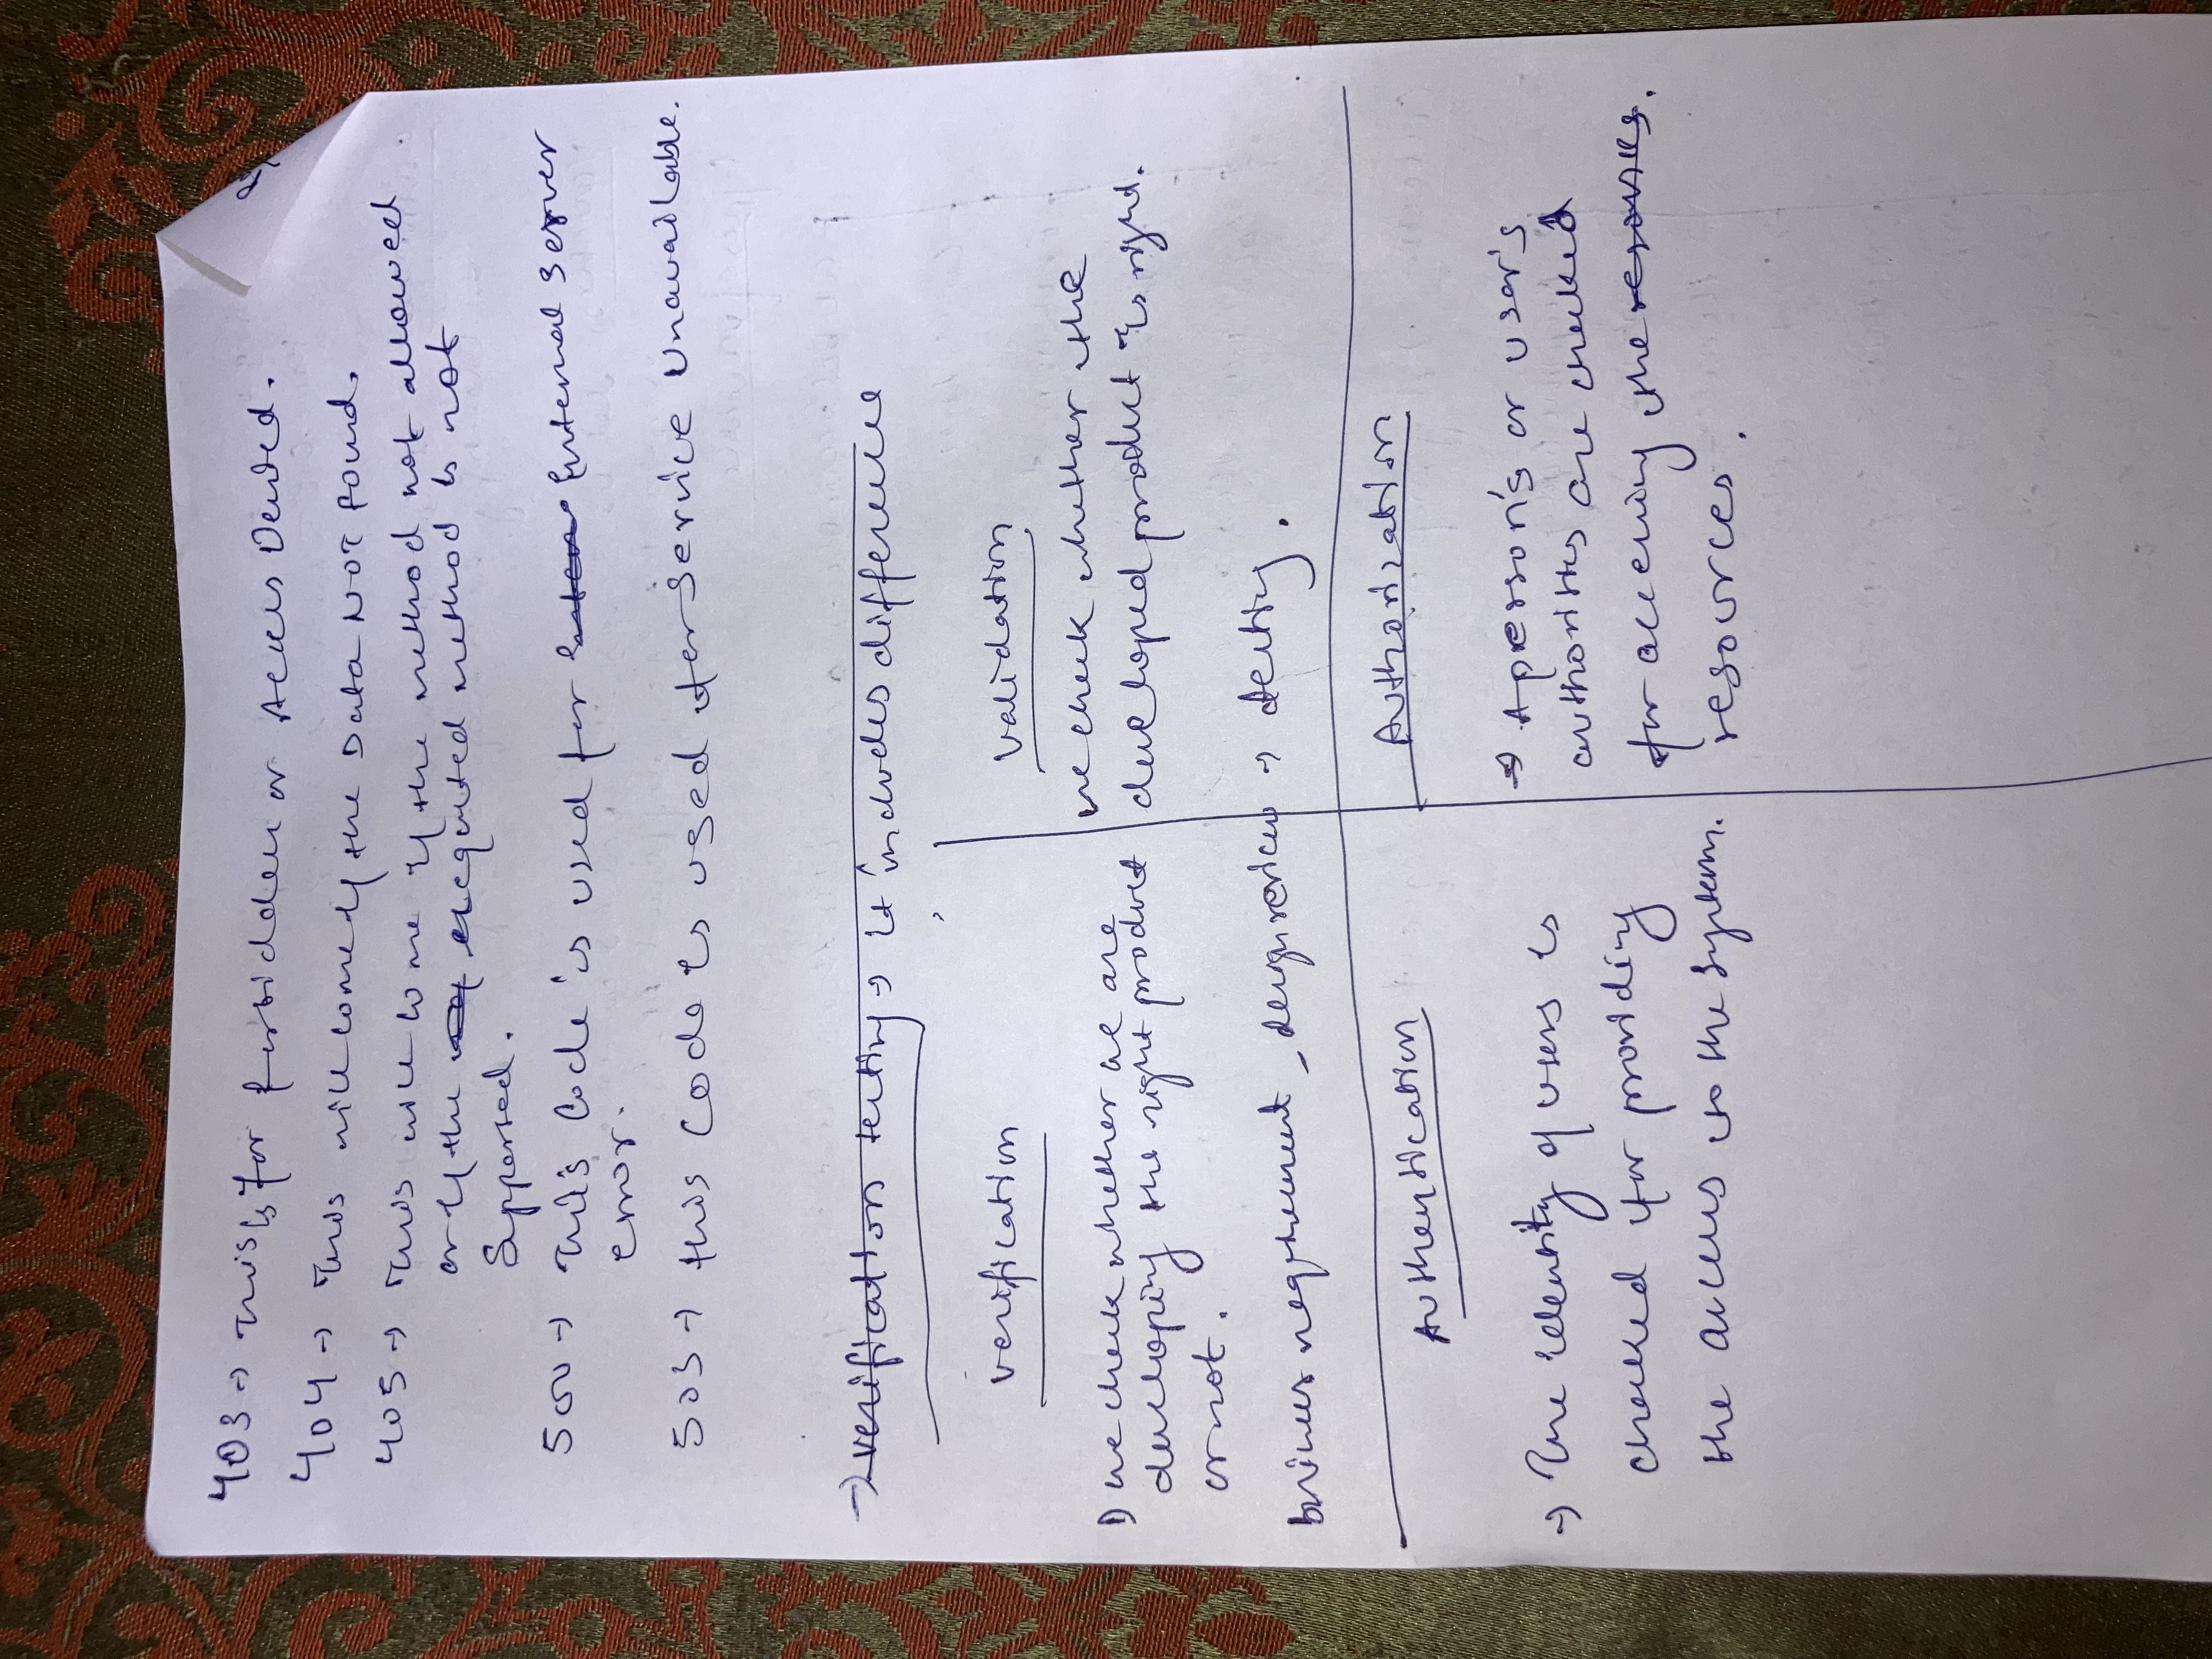 403 → This is for forbidden or Access Denied.
404 → This will come if the Data NOT found.
405 → This will come if the method not allowed
or if the requested method is not
Supported.
500 → This Code is used for Internal Server
error.
503 → this Code is used for Service Unavailable.
→ verification testing → it includes difference
verification
validation
1) we check whether we are
developing the right product
or not.
we check whether the
developed product is right.
business requirement - design review
→ testing.
Authentication
Authorization
→ The identity of users is
checked for providing
the access to the system.
→ A person's or user's
authorities are checked
for accessing the resources.
resources.